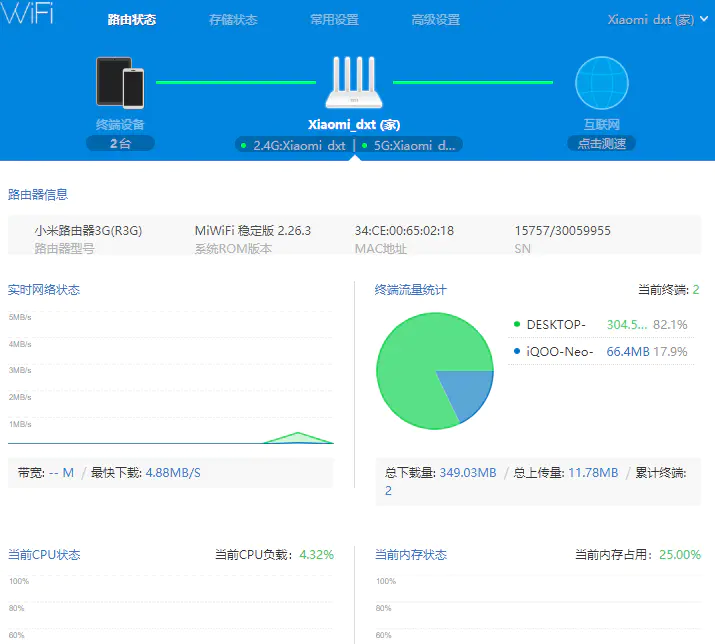 WiFi
路由状态 存储状态 常用设置 高级设置 Xiaomi dxt (家)
终端设备 Xiaomi_dxt (家) 互联网
2台 2.4G:Xiaomi dxt | 5G:Xiaomi d... 点击测速
路由器信息
小米路由器3G(R3G) MiWiFi 稳定版 2.26.3 34:CE:00:65:02:18 15757/30059955
路由器型号 系统ROM版本 MAC地址 SN
实时网络状态 终端流量统计 当前终端: 2
5MB/s
4MB/s
3MB/s
2MB/s
1MB/s
DESKTOP- 304.5... 82.1%
iQOO-Neo- 66.4MB 17.9%
带宽: -- M / 最快下载: 4.88MB/S
总下载量: 349.03MB / 总上传量: 11.78MB / 累计终端:
2
当前CPU状态 当前CPU负载: 4.32% 当前内存状态 当前内存占用: 25.00%
100% 100%
80% 80%
60% 60%